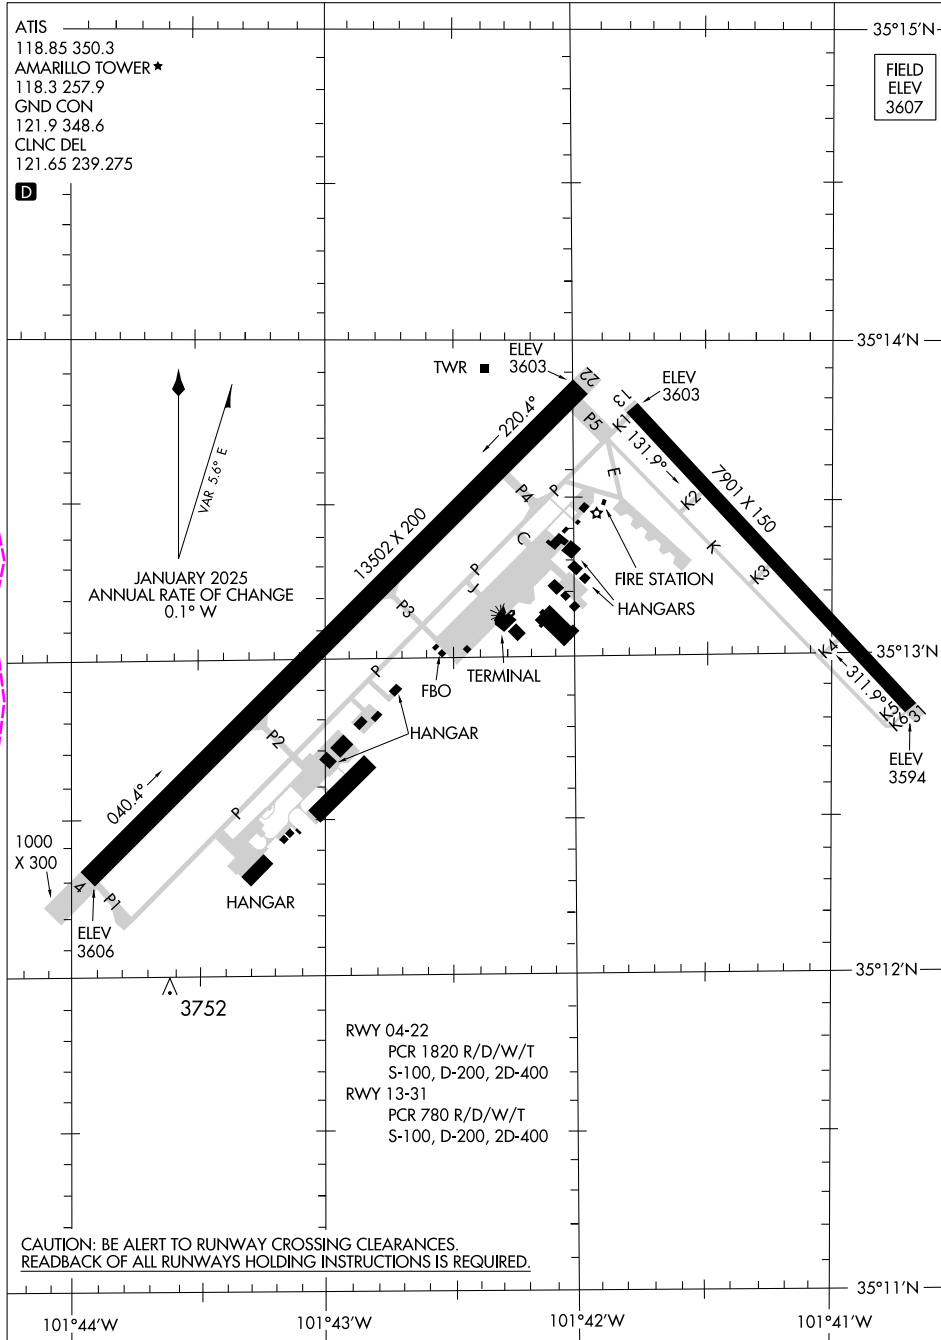 ATIS
118.85 350.3
AMARILLO TOWER★
118.3 257.9
GND CON
121.9 348.6
CLNC DEL
121.65 239.275
D
35°15'N
FIELD
ELEV
3607
35°14'N
TWR
ELEV
3603
22
220.4°
P5
ELEV
3603
13
K1
131.9°
7901 X 150
K2
K
K3
K4
311.9°
K5
K6
31
ELEV
3594
VAR 5.6° E
JANUARY 2025
ANNUAL RATE OF CHANGE
0.1° W
13502 X 200
P4
P
E
C
P
J
P3
FIRE STATION
HANGARS
TERMINAL
FBO
35°13'N
P
HANGAR
P2
040.4°
P
1000
X 300
4
P1
ELEV
3606
HANGAR
35°12'N
3752
RWY 04-22
PCR 1820 R/D/W/T
S-100, D-200, 2D-400
RWY 13-31
PCR 780 R/D/W/T
S-100, D-200, 2D-400
CAUTION: BE ALERT TO RUNWAY CROSSING CLEARANCES.
READBACK OF ALL RUNWAYS HOLDING INSTRUCTIONS IS REQUIRED.
35°11'N
101°44'W
101°43'W
101°42'W
101°41'W